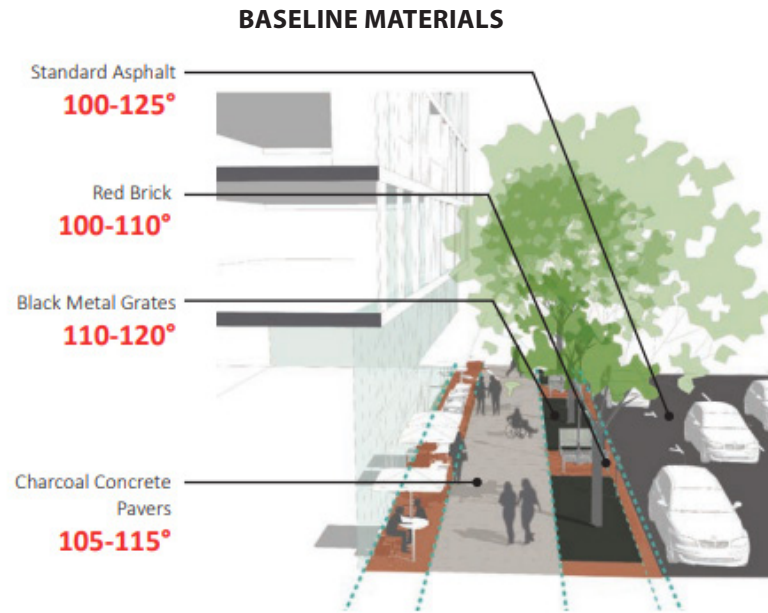 BASELINE MATERIALS
Standard Asphalt
100-125°
Red Brick
100-110°
Black Metal Grates
110-120°
Charcoal Concrete
Pavers
105-115°